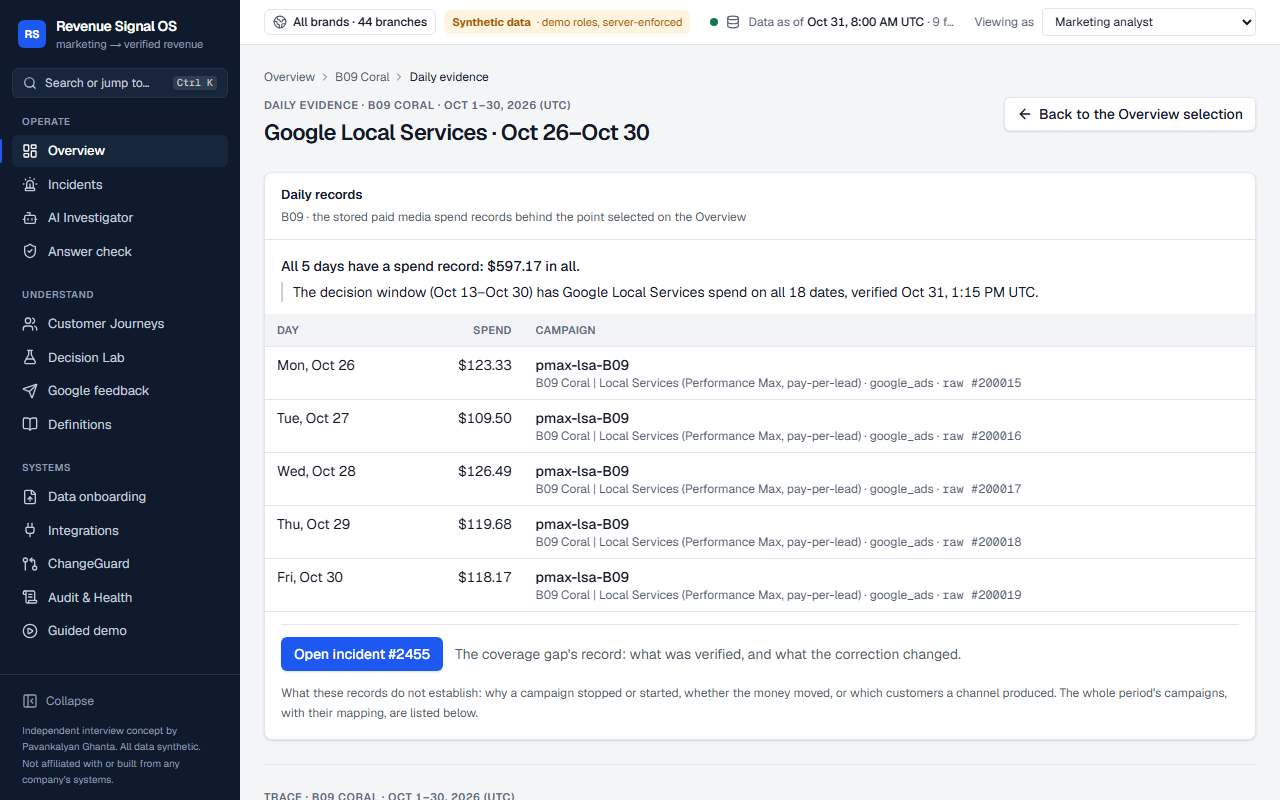 RS
Revenue Signal OS
marketing → verified revenue
Search or jump to...
Ctrl K
OPERATE
Overview
Incidents
AI Investigator
Answer check
UNDERSTAND
Customer Journeys
Decision Lab
Google feedback
Definitions
SYSTEMS
Data onboarding
Integrations
ChangeGuard
Audit & Health
Guided demo
Collapse
Independent interview concept by
Pavankalyan Ghanta. All data synthetic.
Not affiliated with or built from any
company's systems.
All brands · 44 branches
Synthetic data · demo roles, server-enforced
Data as of Oct 31, 8:00 AM UTC · 9 f...
Viewing as
Marketing analyst
Overview > B09 Coral > Daily evidence
DAILY EVIDENCE · B09 CORAL · OCT 1–30, 2026 (UTC)
Google Local Services · Oct 26–Oct 30
← Back to the Overview selection
Daily records
B09 · the stored paid media spend records behind the point selected on the Overview
All 5 days have a spend record: $597.17 in all.
The decision window (Oct 13–Oct 30) has Google Local Services spend on all 18 dates, verified Oct 31, 1:15 PM UTC.
DAY SPEND CAMPAIGN
Mon, Oct 26 $123.33 pmax-lsa-B09
B09 Coral | Local Services (Performance Max, pay-per-lead) · google_ads · raw #200015
Tue, Oct 27 $109.50 pmax-lsa-B09
B09 Coral | Local Services (Performance Max, pay-per-lead) · google_ads · raw #200016
Wed, Oct 28 $126.49 pmax-lsa-B09
B09 Coral | Local Services (Performance Max, pay-per-lead) · google_ads · raw #200017
Thu, Oct 29 $119.68 pmax-lsa-B09
B09 Coral | Local Services (Performance Max, pay-per-lead) · google_ads · raw #200018
Fri, Oct 30 $118.17 pmax-lsa-B09
B09 Coral | Local Services (Performance Max, pay-per-lead) · google_ads · raw #200019
Open incident #2455
The coverage gap's record: what was verified, and what the correction changed.
What these records do not establish: why a campaign stopped or started, whether the money moved, or which customers a channel produced. The whole period's campaigns,
with their mapping, are listed below.
TRACE · B09 CORAL · OCT 1–30, 2026 (UTC)